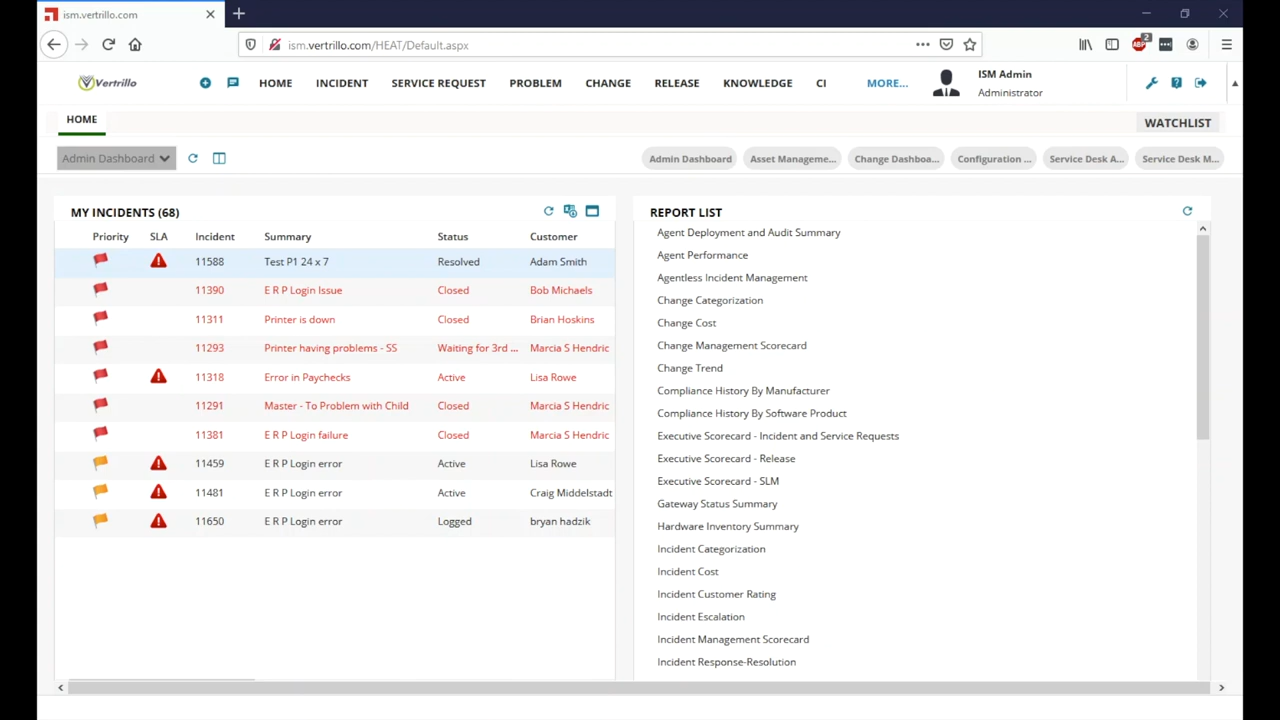 ism.vertrillo.com
ism.vertrillo.com/HEAT/Default.aspx
ABP
2
Vertrillo
HOME INCIDENT SERVICE REQUEST PROBLEM CHANGE RELEASE KNOWLEDGE CI MORE...
ISM Admin
Administrator
HOME
WATCHLIST
Admin Dashboard
Admin Dashboard Asset Manageme... Change Dashboa... Configuration ... Service Desk A... Service Desk M...
MY INCIDENTS (68)
Priority SLA Incident Summary Status Customer
11588 Test P1 24 x 7 Resolved Adam Smith
11390 E R P Login Issue Closed Bob Michaels
11311 Printer is down Closed Brian Hoskins
11293 Printer having problems - SS Waiting for 3rd ... Marcia S Hendric
11318 Error in Paychecks Active Lisa Rowe
11291 Master - To Problem with Child Closed Marcia S Hendric
11381 E R P Login failure Closed Marcia S Hendric
11459 E R P Login error Active Lisa Rowe
11481 E R P Login error Active Craig Middelstadt
11650 E R P Login error Logged bryan hadzik
REPORT LIST
Agent Deployment and Audit Summary
Agent Performance
Agentless Incident Management
Change Categorization
Change Cost
Change Management Scorecard
Change Trend
Compliance History By Manufacturer
Compliance History By Software Product
Executive Scorecard - Incident and Service Requests
Executive Scorecard - Release
Executive Scorecard - SLM
Gateway Status Summary
Hardware Inventory Summary
Incident Categorization
Incident Cost
Incident Customer Rating
Incident Escalation
Incident Management Scorecard
Incident Response-Resolution